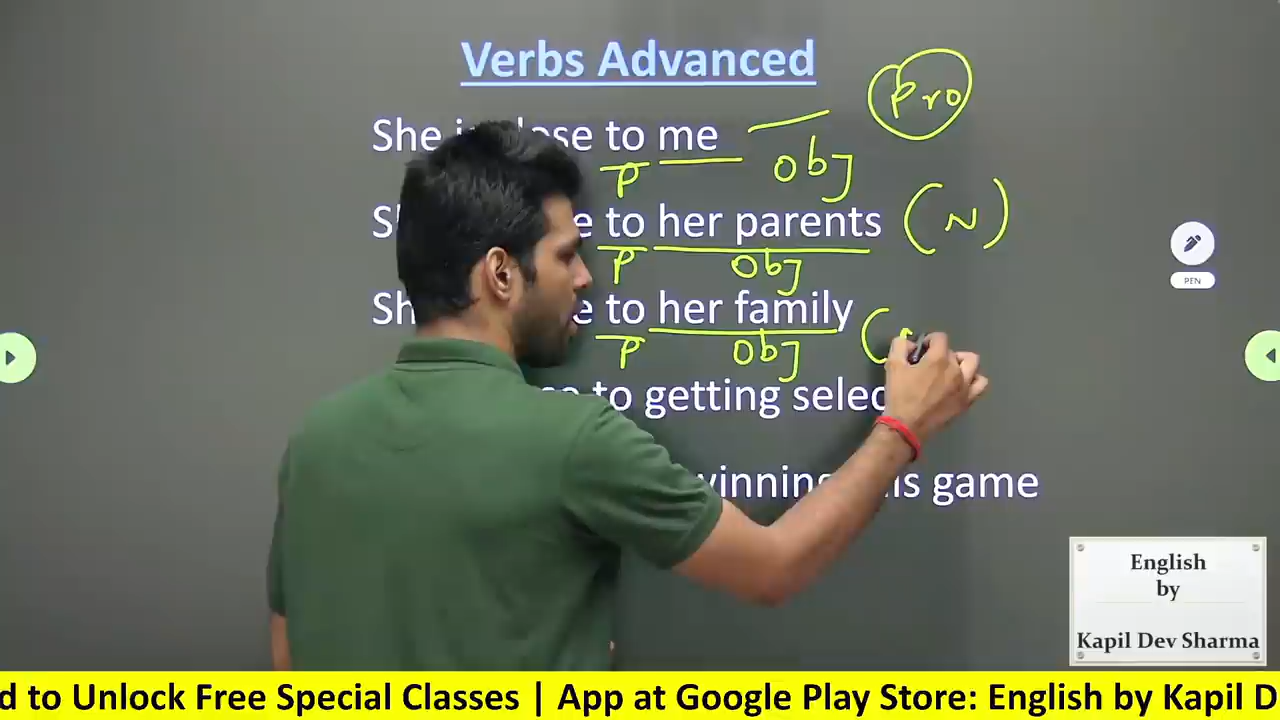 Verbs Advanced
Pro
She is close to me
P
Obj
to her parents (N)
P
Obj
to her family
P
Obj
to getting
winning this game
PEN
English
by
Kapil Dev Sharma
d to Unlock Free Special Classes | App at Google Play Store: English by Kapil D